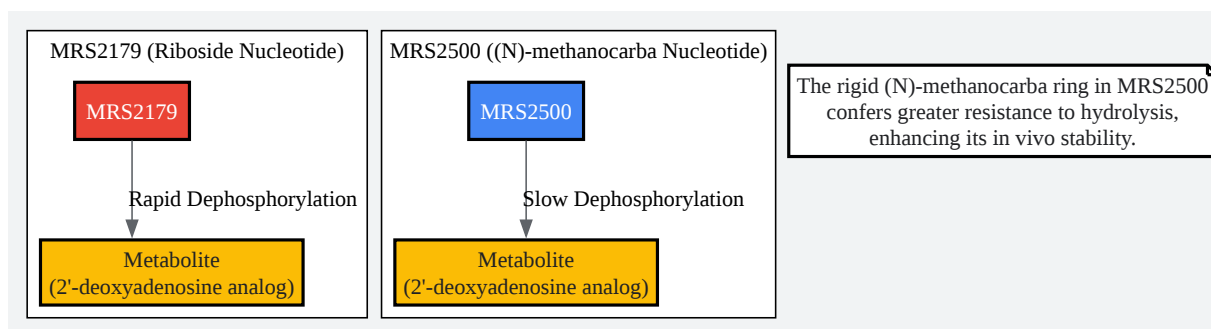 MRS2179 (Riboside Nucleotide)
MRS2179
Rapid Dephosphorylation
Metabolite
(2'-deoxyadenosine analog)
MRS2500 ((N)-methanocarba Nucleotide)
MRS2500
Slow Dephosphorylation
Metabolite
(2'-deoxyadenosine analog)
The rigid (N)-methanocarba ring in MRS2500
confers greater resistance to hydrolysis,
enhancing its in vivo stability.